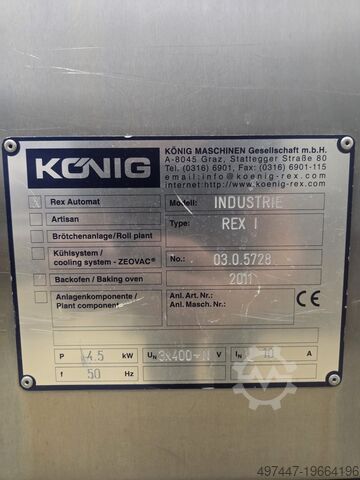 KÖNIG
KÖNIG MASCHINEN Gesellschaft m.b.H.
A-8045 Graz, Stattegger Straße 80
Tel. (0316) 6901, Fax (0316) 6901-115
email:info@koenig-rex.com
internet:http://www.koenig-rex.com
X Rex Automat
Modell: INDUSTRIE
Artisan
Type: REX I
Brötchenanlage/Roll plant
Kühlsystem /
cooling system - ZEOVAC®
No.: 03.0.5728
Backofen / Baking oven
2011
Anlagenkomponente /
Plant component
Anl. Art. Nr.:
Anl. Masch. Nr.:
CE
P 4.5 kW UN 3x400-N V IN 10 A
f 50 Hz
497447-19664196